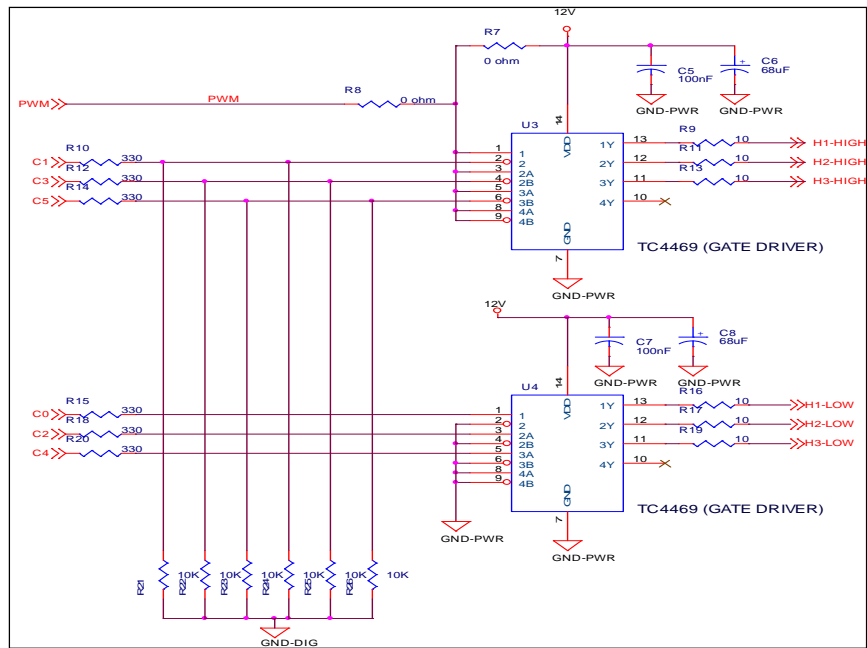 12V
R7
0 ohm
C5
100nF
C6
68uF
GND-PWR
GND-PWR
R8
0 ohm
PWM
PWM
U3
14
VDD
R10
330
C1
R12
330
C3
R14
330
C5
1
2
3
4
5
6
8
9
1
2
2A
2B
3A
3B
4A
4B
1Y
2Y
3Y
4Y
13
12
11
10
R9
10
H1-HIGH
R11
10
H2-HIGH
R13
10
H3-HIGH
GND
7
TC4469 (GATE DRIVER)
GND-PWR
12V
C7
100nF
C8
68uF
GND-PWR
GND-PWR
U4
14
VDD
R15
330
C0
R18
330
C2
R20
330
C4
1
2
3
4
5
6
8
9
1
2
2A
2B
3A
3B
4A
4B
1Y
2Y
3Y
4Y
13
12
11
10
R16
10
H1-LOW
R17
10
H2-LOW
R19
10
H3-LOW
GND
7
TC4469 (GATE DRIVER)
GND-PWR
GND-PWR
R21
10K
R22
10K
R23
10K
R24
10K
R25
10K
R26
10K
GND-DIG